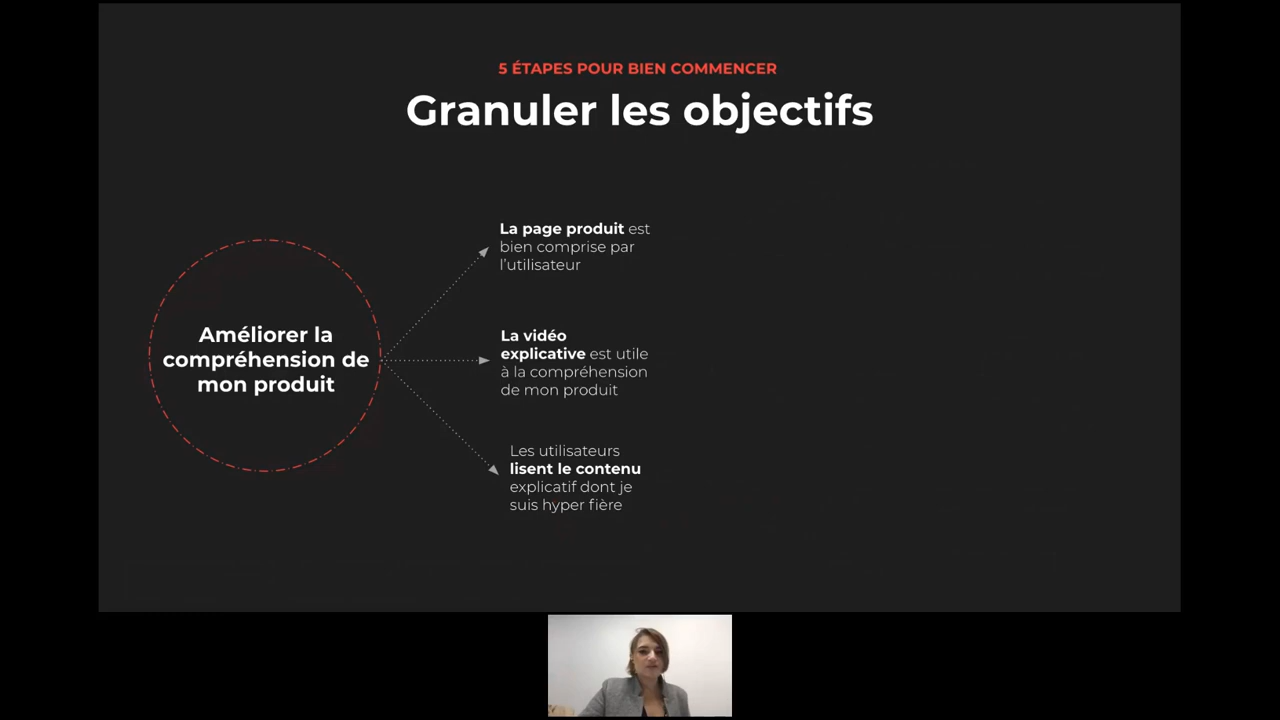 5 ÉTAPES POUR BIEN COMMENCER
Granuler les objectifs
Améliorer la
compréhension de
mon produit
La page produit est
bien comprise par
l'utilisateur
La vidéo
explicative est utile
à la compréhension
de mon produit
Les utilisateurs
lisent le contenu
explicatif dont je
suis hyper fière